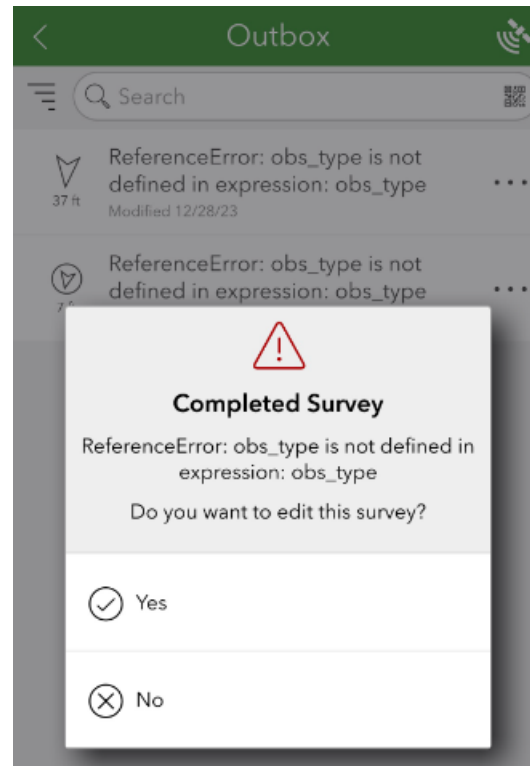 Outbox
Search
ReferenceError: obs_type is not
defined in expression: obs_type
37 ft
Modified 12/28/23
ReferenceError: obs_type is not
defined in expression: obs_type
Completed Survey
ReferenceError: obs_type is not defined in
expression: obs_type
Do you want to edit this survey?
Yes
No